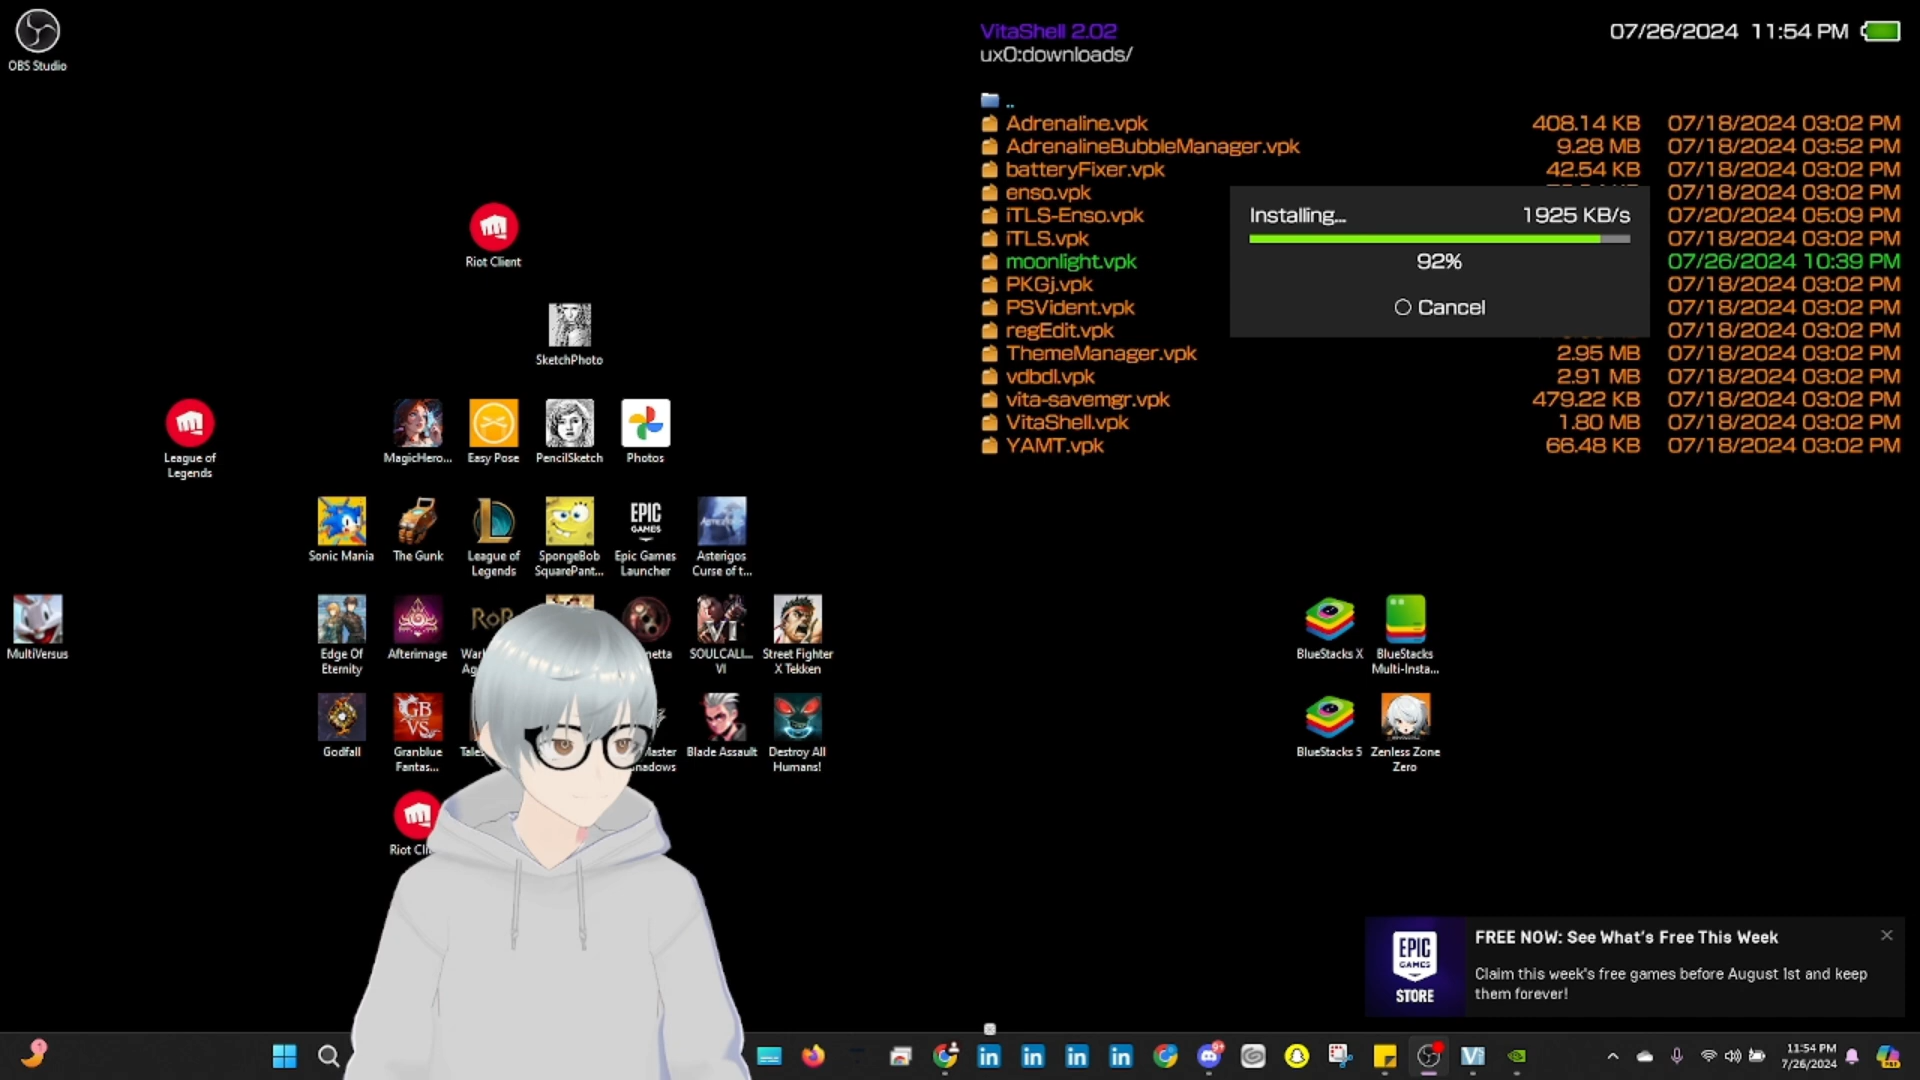 OBS Studio
VitaShell 2.02
07/26/2024 11:54 PM
ux0:downloads/
..
Adrenaline.vpk 408.14 KB 07/18/2024 03:02 PM
AdrenalineBubbleManager.vpk 9.28 MB 07/18/2024 03:52 PM
batteryFixer.vpk 42.54 KB 07/18/2024 03:02 PM
enso.vpk 07/18/2024 03:02 PM
iTLS-Enso.vpk 07/20/2024 05:09 PM
iTLS.vpk 07/18/2024 03:02 PM
moonlight.vpk 07/26/2024 10:39 PM
PKGj.vpk 07/18/2024 03:02 PM
PSVident.vpk 07/18/2024 03:02 PM
regEdit.vpk 07/18/2024 03:02 PM
ThemeManager.vpk 2.95 MB 07/18/2024 03:02 PM
vdbdl.vpk 2.91 MB 07/18/2024 03:02 PM
vita-savemgr.vpk 479.22 KB 07/18/2024 03:02 PM
VitaShell.vpk 1.80 MB 07/18/2024 03:02 PM
YAMT.vpk 66.48 KB 07/18/2024 03:02 PM
Installing... 1925 KB/s
92%
Cancel
Riot Client
SketchPhoto
League of
Legends
MagicHero...
Easy Pose
PencilSketch
Photos
EPIC
GAMES
Sonic Mania
The Gunk
League of
Legends
SpongeBob
SquarePant...
Epic Games
Launcher
Asterigos
Curse of t...
RoR
VI
MultiVersus
Edge Of
Eternity
Afterimage
SOULCALI...
VI
Street Fighter
X Tekken
BlueStacks X
BlueStacks
Multi-Insta...
GB
VS
Godfall
Granblue
Fantas...
Blade Assault
Destroy All
Humans!
BlueStacks 5
Zenless Zone
Zero
Riot Cli
EPIC
GAMES
STORE
FREE NOW: See What's Free This Week
Claim this week's free games before August 1st and keep
them forever!
11:54 PM
7/26/2024